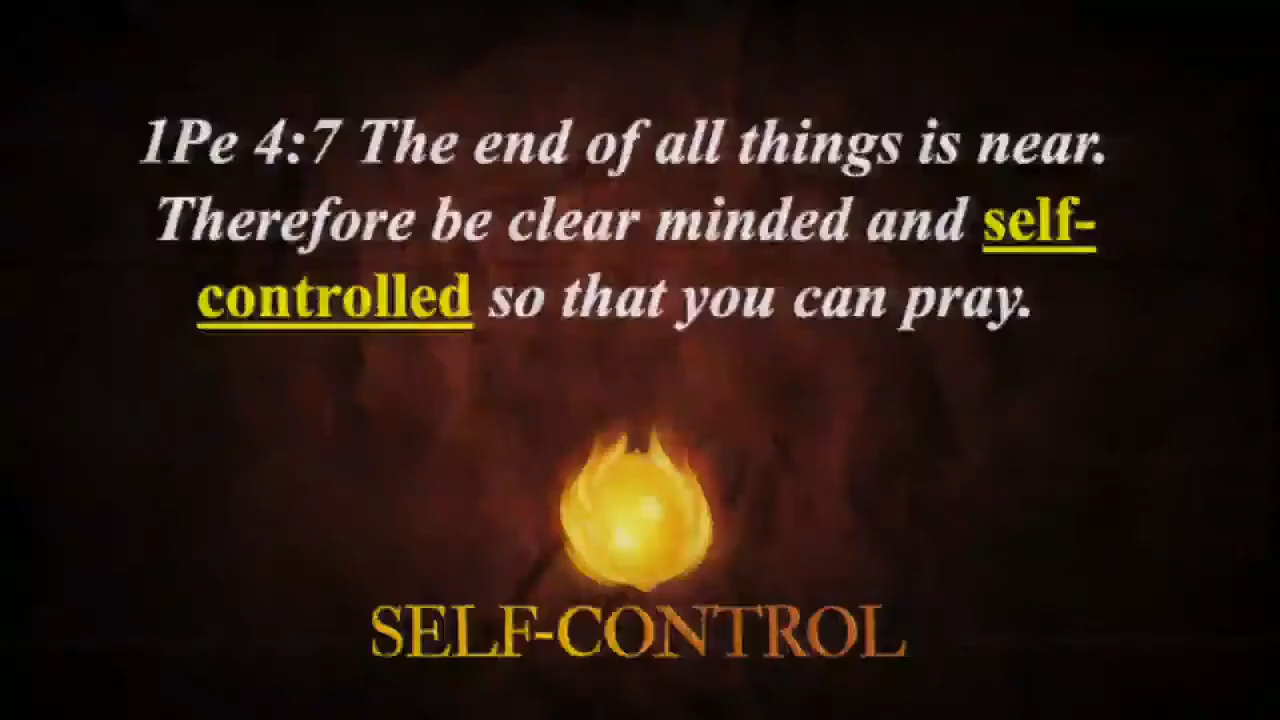 1Pe 4:7 The end of all things is near.
Therefore be clear minded and self-
controlled so that you can pray.
SELF-CONTROL